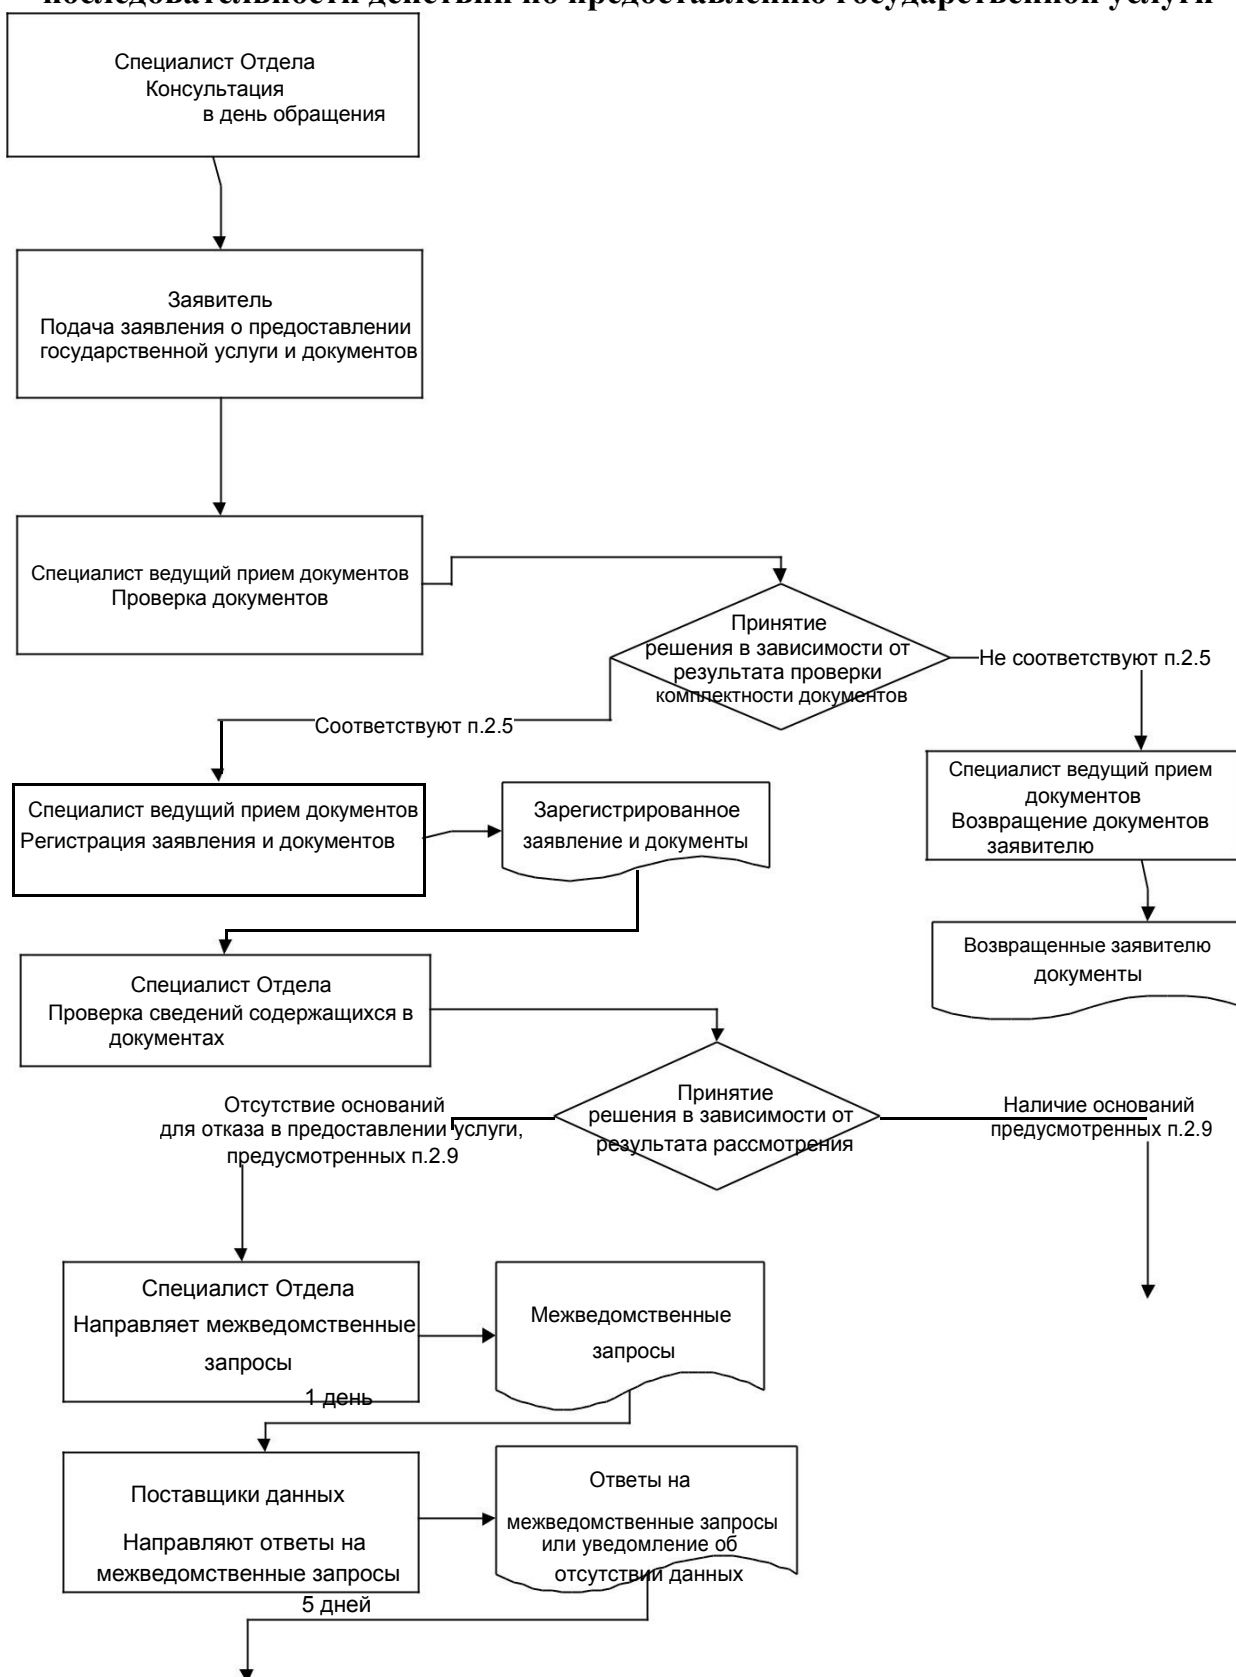 последовательности действий по предоставлению государственной услуги
Специалист Отдела
Консультация
в день обращения
Заявитель
Подача заявления о предоставлении
государственной услуги и документов
Специалист ведущий прием документов
Проверка документов
Принятие
решения в зависимости от
результата проверки
комплектности документов
Не соответствуют п.2.5
Соответствуют п.2.5
Специалист ведущий прием
документов
Возвращение документов
заявителю
Специалист ведущий прием документов
Регистрация заявления и документов
Зарегистрированное
заявление и документы
Возвращенные заявителю
документы
Специалист Отдела
Проверка сведений содержащихся в
документах
Принятие
решения в зависимости от
результата рассмотрения
Отсутствие оснований
для отказа в предоставлении услуги,
предусмотренных п.2.9
Наличие оснований
предусмотренных п.2.9
Специалист Отдела
Направляет межведомственные
запросы
1 день
Межведомственные
запросы
Поставщики данных
Направляют ответы на
межведомственные запросы
5 дней
Ответы на
межведомственные запросы
или уведомление об
отсутствии данных